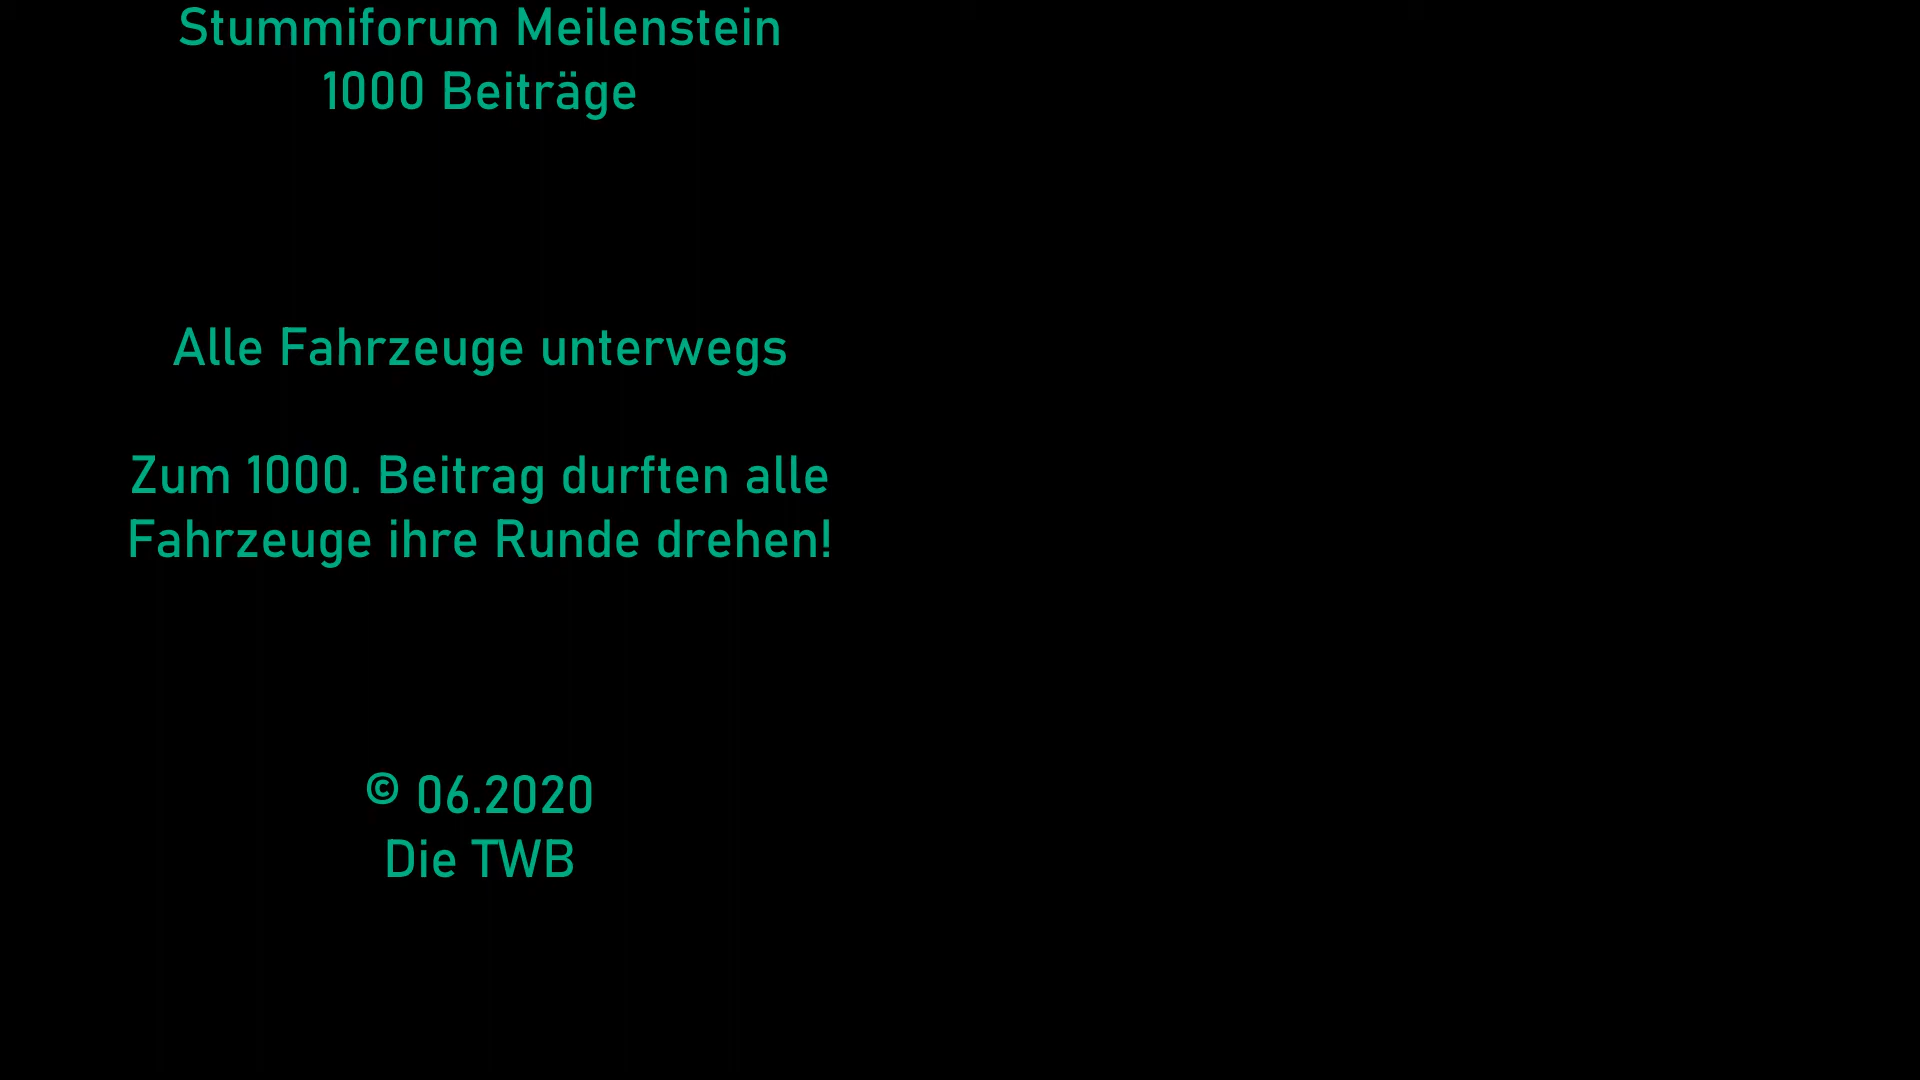 Stummiforum Meilenstein
1000 Beiträge
Alle Fahrzeuge unterwegs
Zum 1000. Beitrag durften alle
Fahrzeuge ihre Runde drehen!
© 06.2020
Die TWB